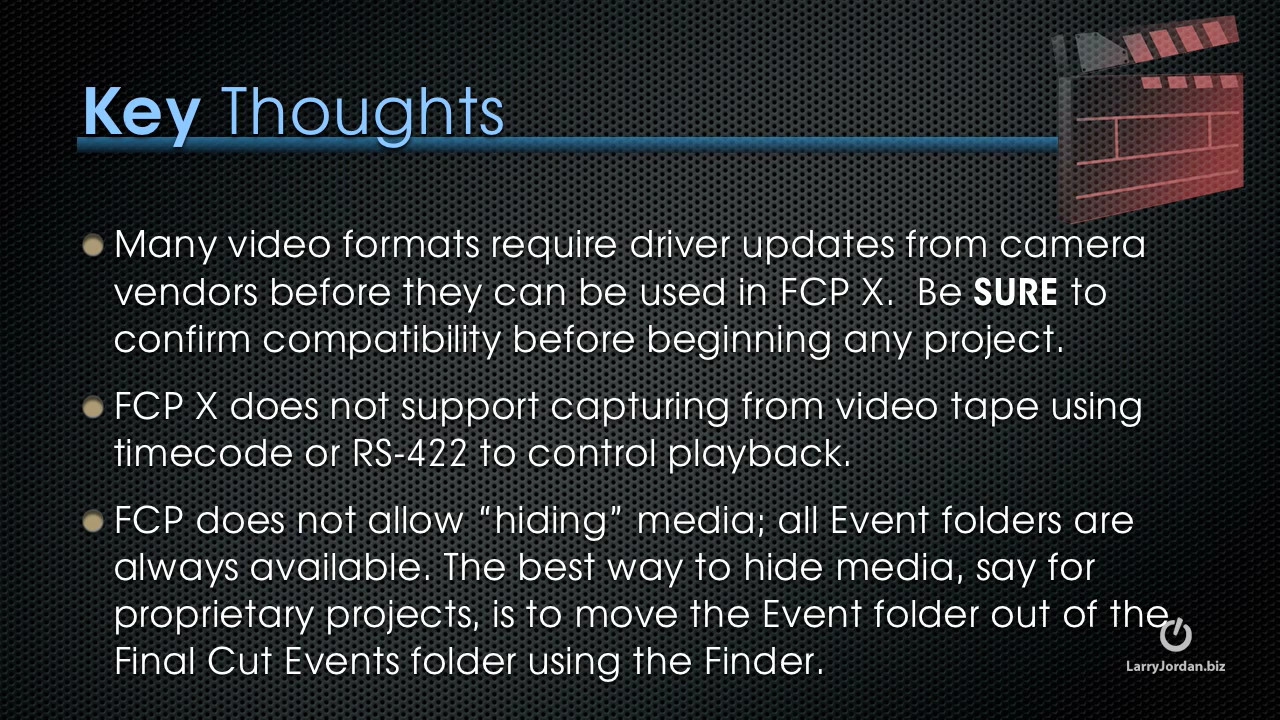 Key Thoughts
Many video formats require driver updates from camera
vendors before they can be used in FCP X.  Be SURE to
confirm compatibility before beginning any project.
FCP X does not support capturing from video tape using
timecode or RS-422 to control playback.
FCP does not allow “hiding” media; all Event folders are
always available. The best way to hide media, say for
proprietary projects, is to move the Event folder out of the
Final Cut Events folder using the Finder.
LarryJordan.biz